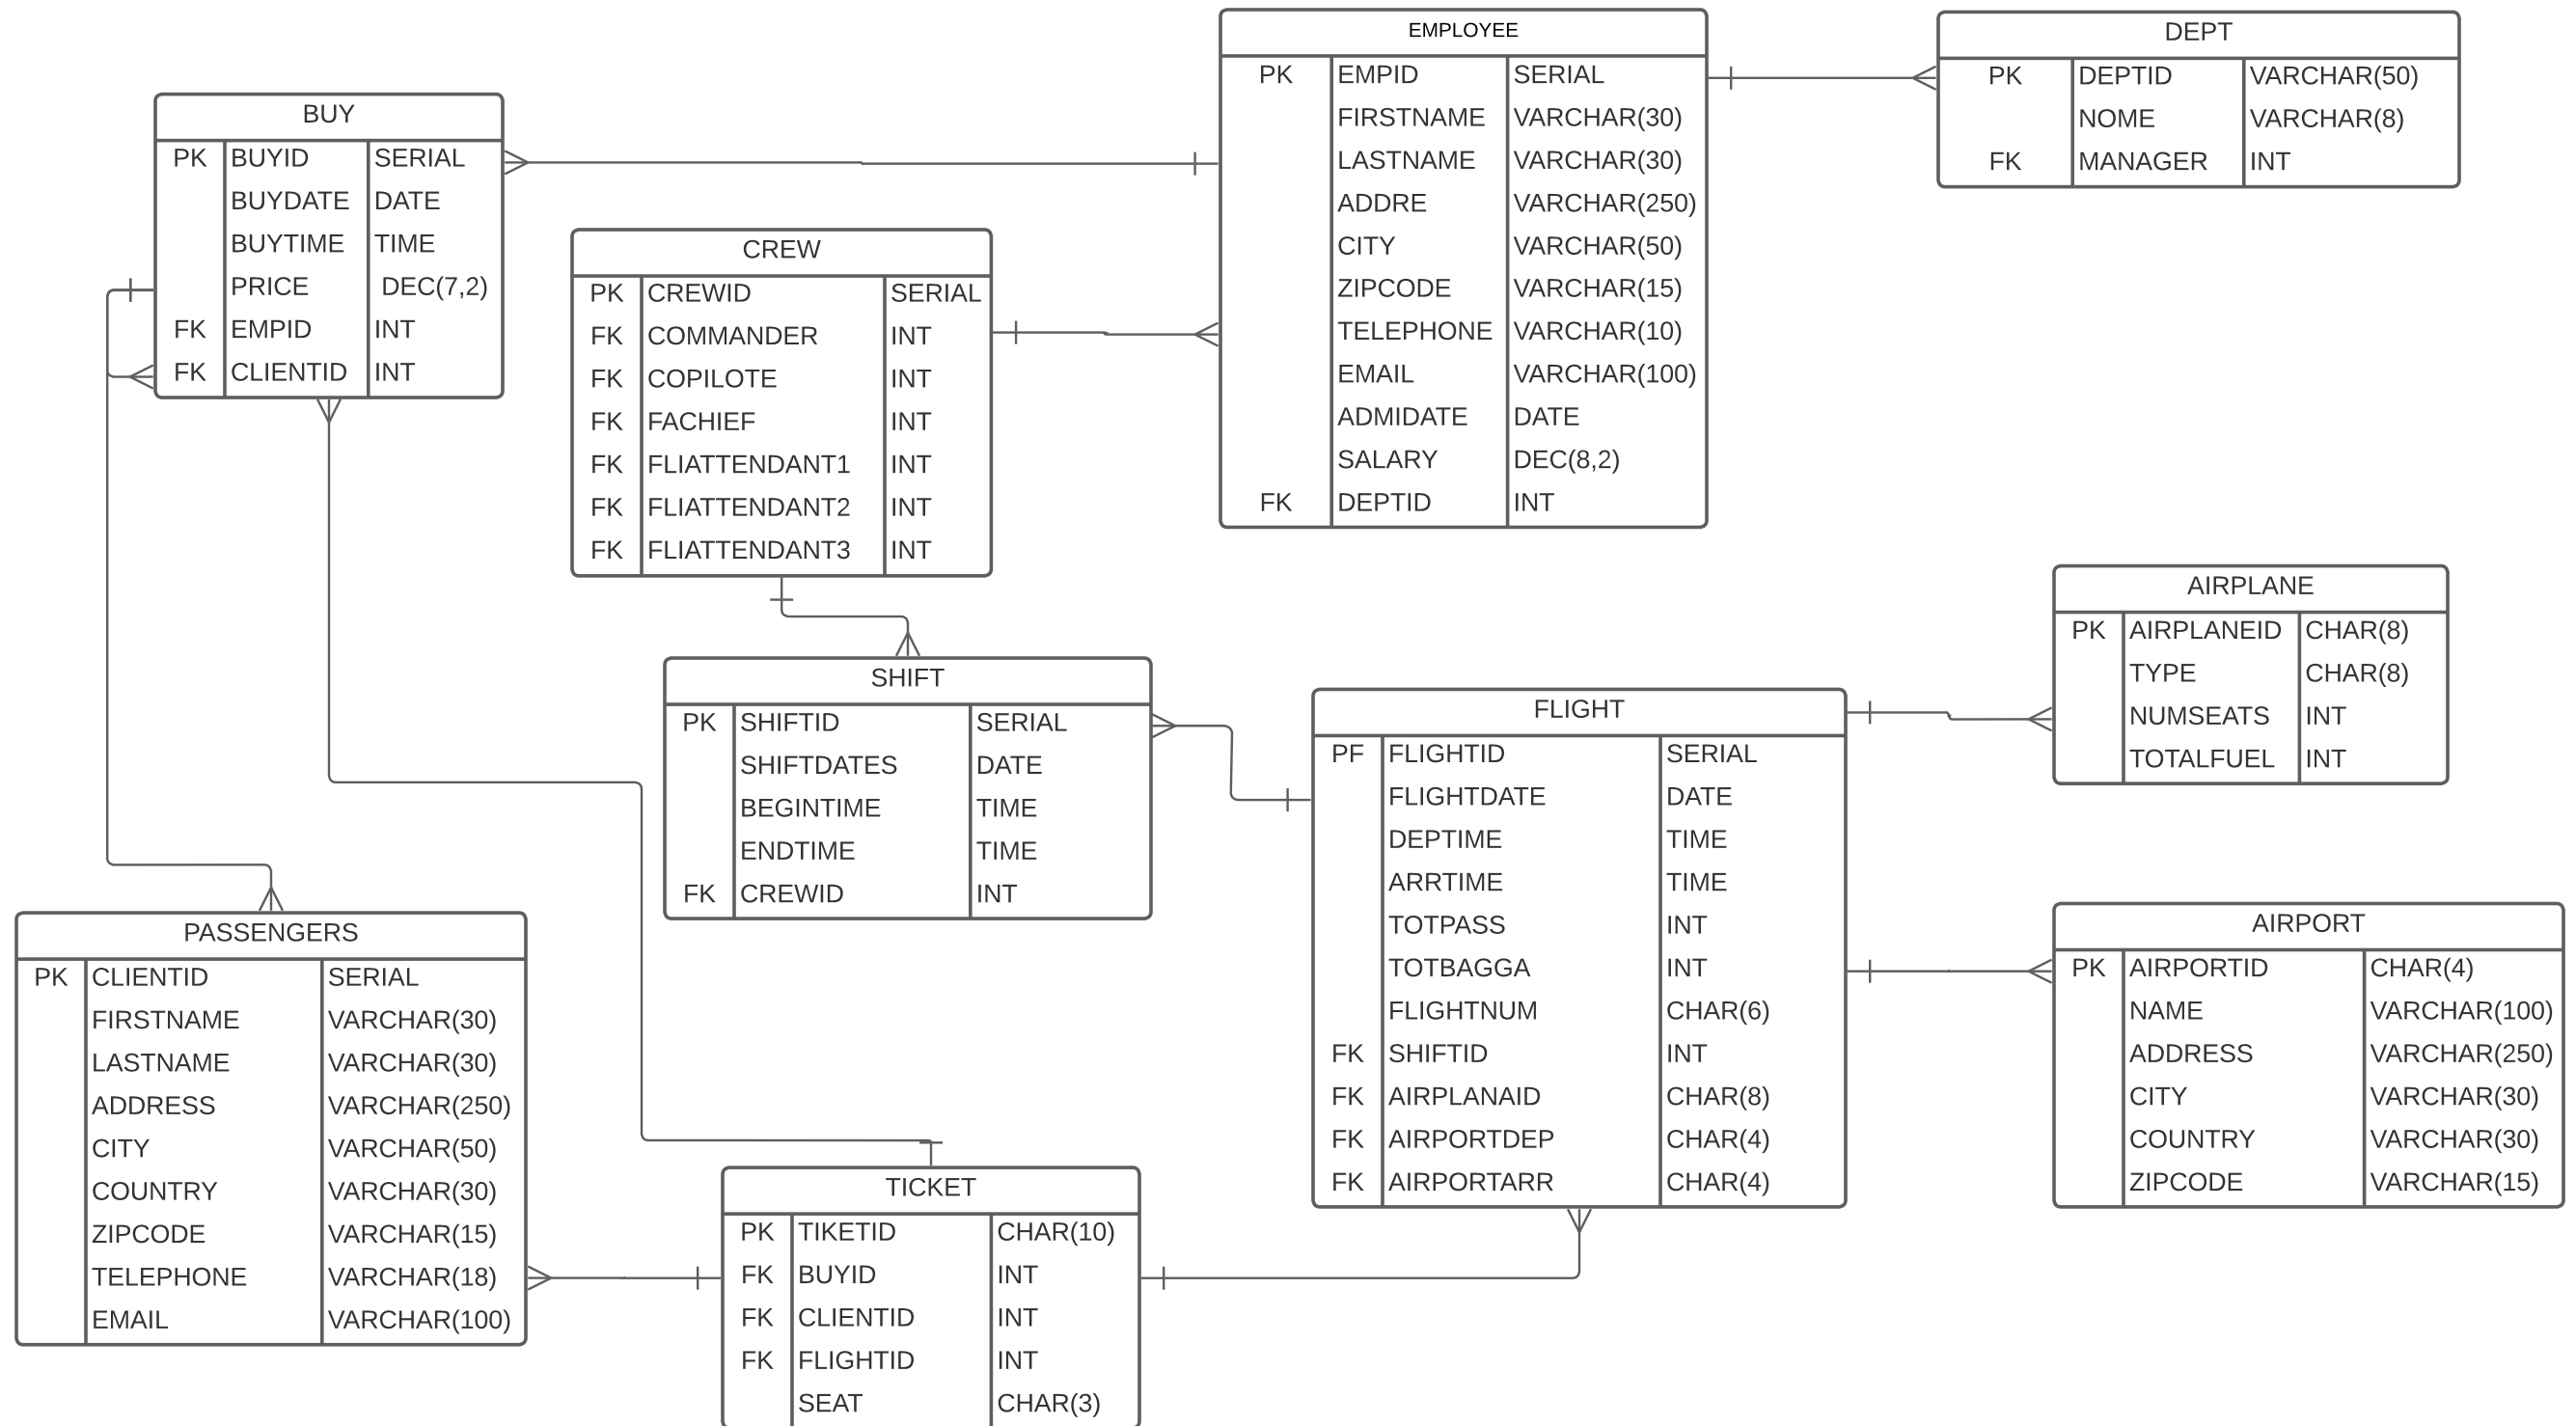 EMPLOYEE
PK EMPID SERIAL
FIRSTNAME VARCHAR(30)
LASTNAME VARCHAR(30)
ADDRE VARCHAR(250)
CITY VARCHAR(50)
ZIPCODE VARCHAR(15)
TELEPHONE VARCHAR(10)
EMAIL VARCHAR(100)
ADMIDATE DATE
SALARY DEC(8,2)
FK DEPTID INT
DEPT
PK DEPTID VARCHAR(50)
NOME VARCHAR(8)
FK MANAGER INT
BUY
PK BUYID SERIAL
BUYDATE DATE
BUYTIME TIME
PRICE DEC(7,2)
FK EMPID INT
FK CLIENTID INT
CREW
PK CREWID SERIAL
FK COMMANDER INT
FK COPILOTE INT
FK FACHIEF INT
FK FLIATTENDANT1 INT
FK FLIATTENDANT2 INT
FK FLIATTENDANT3 INT
AIRPLANE
PK AIRPLANEID CHAR(8)
TYPE CHAR(8)
NUMSEATS INT
TOTALFUEL INT
SHIFT
PK SHIFTID SERIAL
SHIFTDATES DATE
BEGINTIME TIME
ENDTIME TIME
FK CREWID INT
FLIGHT
PF FLIGHTID SERIAL
FLIGHTDATE DATE
DEPTIME TIME
ARRTIME TIME
TOTPASS INT
TOTBAGGA INT
FLIGHTNUM CHAR(6)
FK SHIFTID INT
FK AIRPLANAID CHAR(8)
FK AIRPORTDEP CHAR(4)
FK AIRPORTARR CHAR(4)
AIRPORT
PK AIRPORTID CHAR(4)
NAME VARCHAR(100)
ADDRESS VARCHAR(250)
CITY VARCHAR(30)
COUNTRY VARCHAR(30)
ZIPCODE VARCHAR(15)
PASSENGERS
PK CLIENTID SERIAL
FIRSTNAME VARCHAR(30)
LASTNAME VARCHAR(30)
ADDRESS VARCHAR(250)
CITY VARCHAR(50)
COUNTRY VARCHAR(30)
ZIPCODE VARCHAR(15)
TELEPHONE VARCHAR(18)
EMAIL VARCHAR(100)
TICKET
PK TIKETID CHAR(10)
FK BUYID INT
FK CLIENTID INT
FK FLIGHTID INT
SEAT CHAR(3)